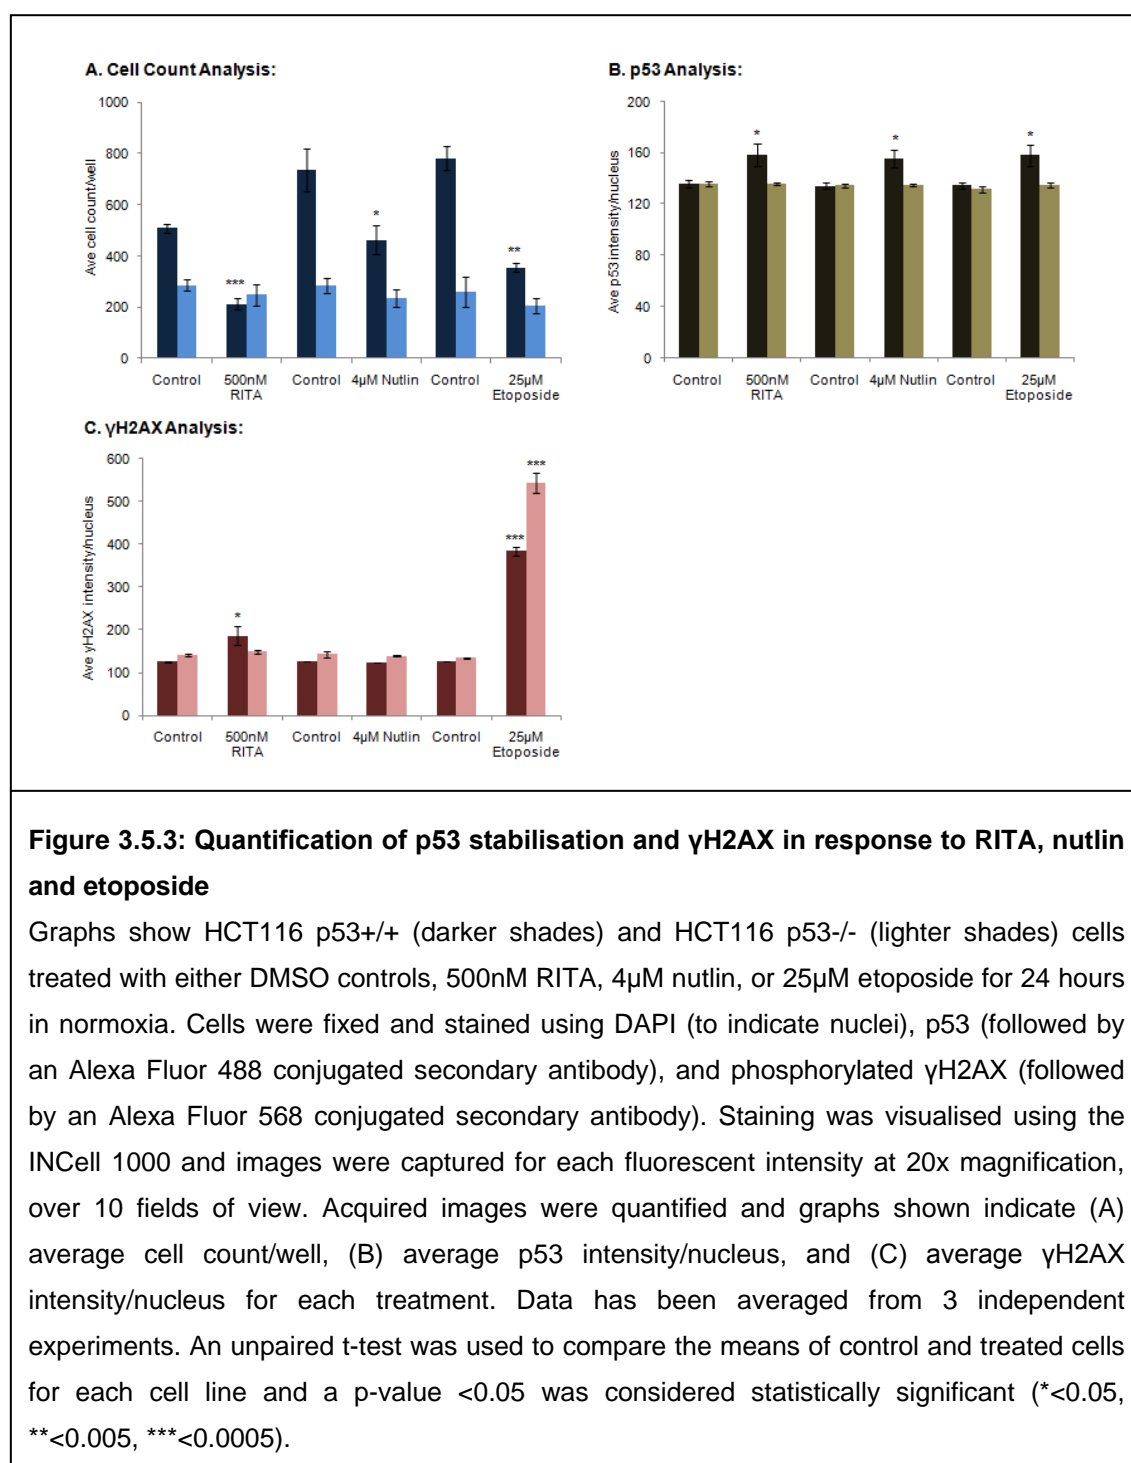 A. Cell Count Analysis:
1000
800
600
400
200
0
Ave cell count/well
***
*
**
Control 500nM RITA Control 4µM Nutlin Control 25µM Etoposide
B. p53 Analysis:
200
160
120
80
40
0
Ave p53 intensity/nucleus
*
*
*
Control 500nM RITA Control 4µM Nutlin Control 25µM Etoposide
C. γH2AX Analysis:
600
500
400
300
200
100
0
Ave γH2AX intensity/nucleus
*
***
***
Control 500nM RITA Control 4µM Nutlin Control 25µM Etoposide
Figure 3.5.3: Quantification of p53 stabilisation and γH2AX in response to RITA, nutlin
and etoposide
Graphs show HCT116 p53+/+ (darker shades) and HCT116 p53-/- (lighter shades) cells
treated with either DMSO controls, 500nM RITA, 4µM nutlin, or 25µM etoposide for 24 hours
in normoxia. Cells were fixed and stained using DAPI (to indicate nuclei), p53 (followed by
an Alexa Fluor 488 conjugated secondary antibody), and phosphorylated γH2AX (followed
by an Alexa Fluor 568 conjugated secondary antibody). Staining was visualised using the
INCell 1000 and images were captured for each fluorescent intensity at 20x magnification,
over 10 fields of view. Acquired images were quantified and graphs shown indicate (A)
average cell count/well, (B) average p53 intensity/nucleus, and (C) average γH2AX
intensity/nucleus for each treatment. Data has been averaged from 3 independent
experiments. An unpaired t-test was used to compare the means of control and treated cells
for each cell line and a p-value <0.05 was considered statistically significant (*<0.05,
**<0.005, ***<0.0005).